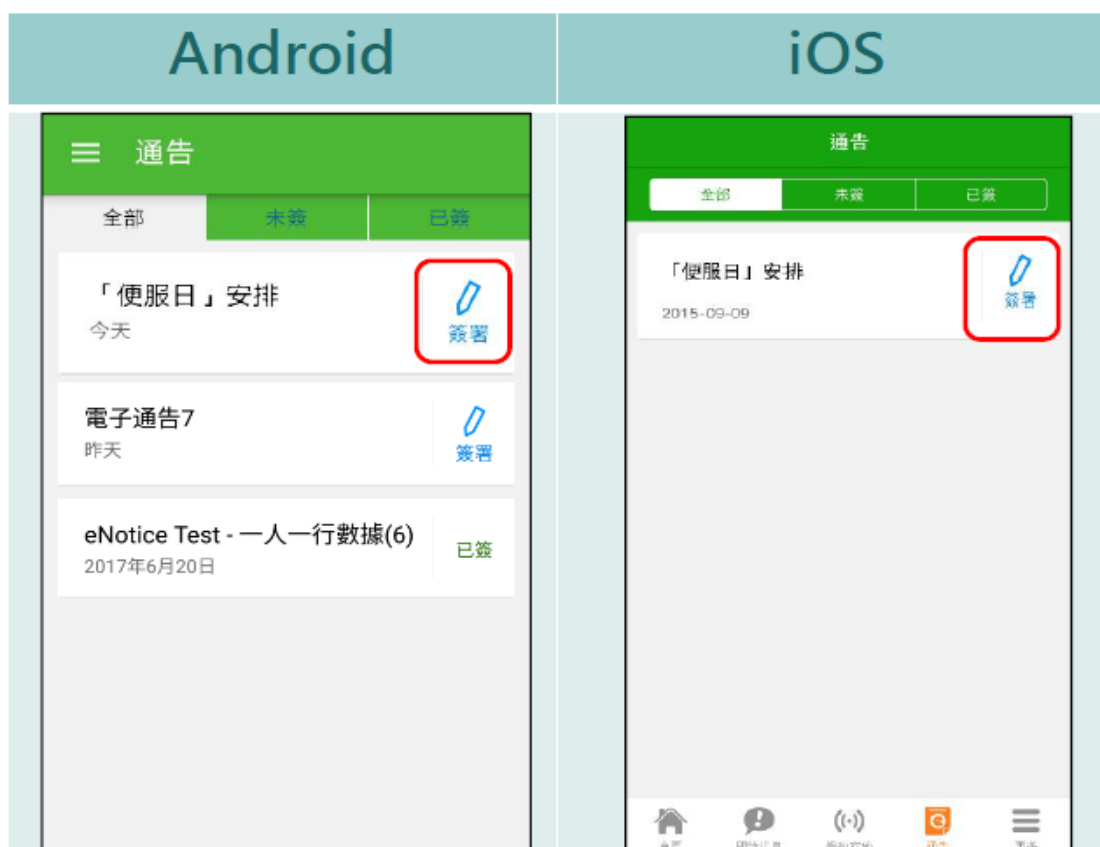 Android
iOS
通告
全部
未簽
已簽
「便服日」安排
今天
簽署
電子通告7
昨天
簽署
eNotice Test - 一人一行數據(6)
2017年6月20日
已簽
通告
全部
未簽
已簽
「便服日」安排
2015-09-09
簽署